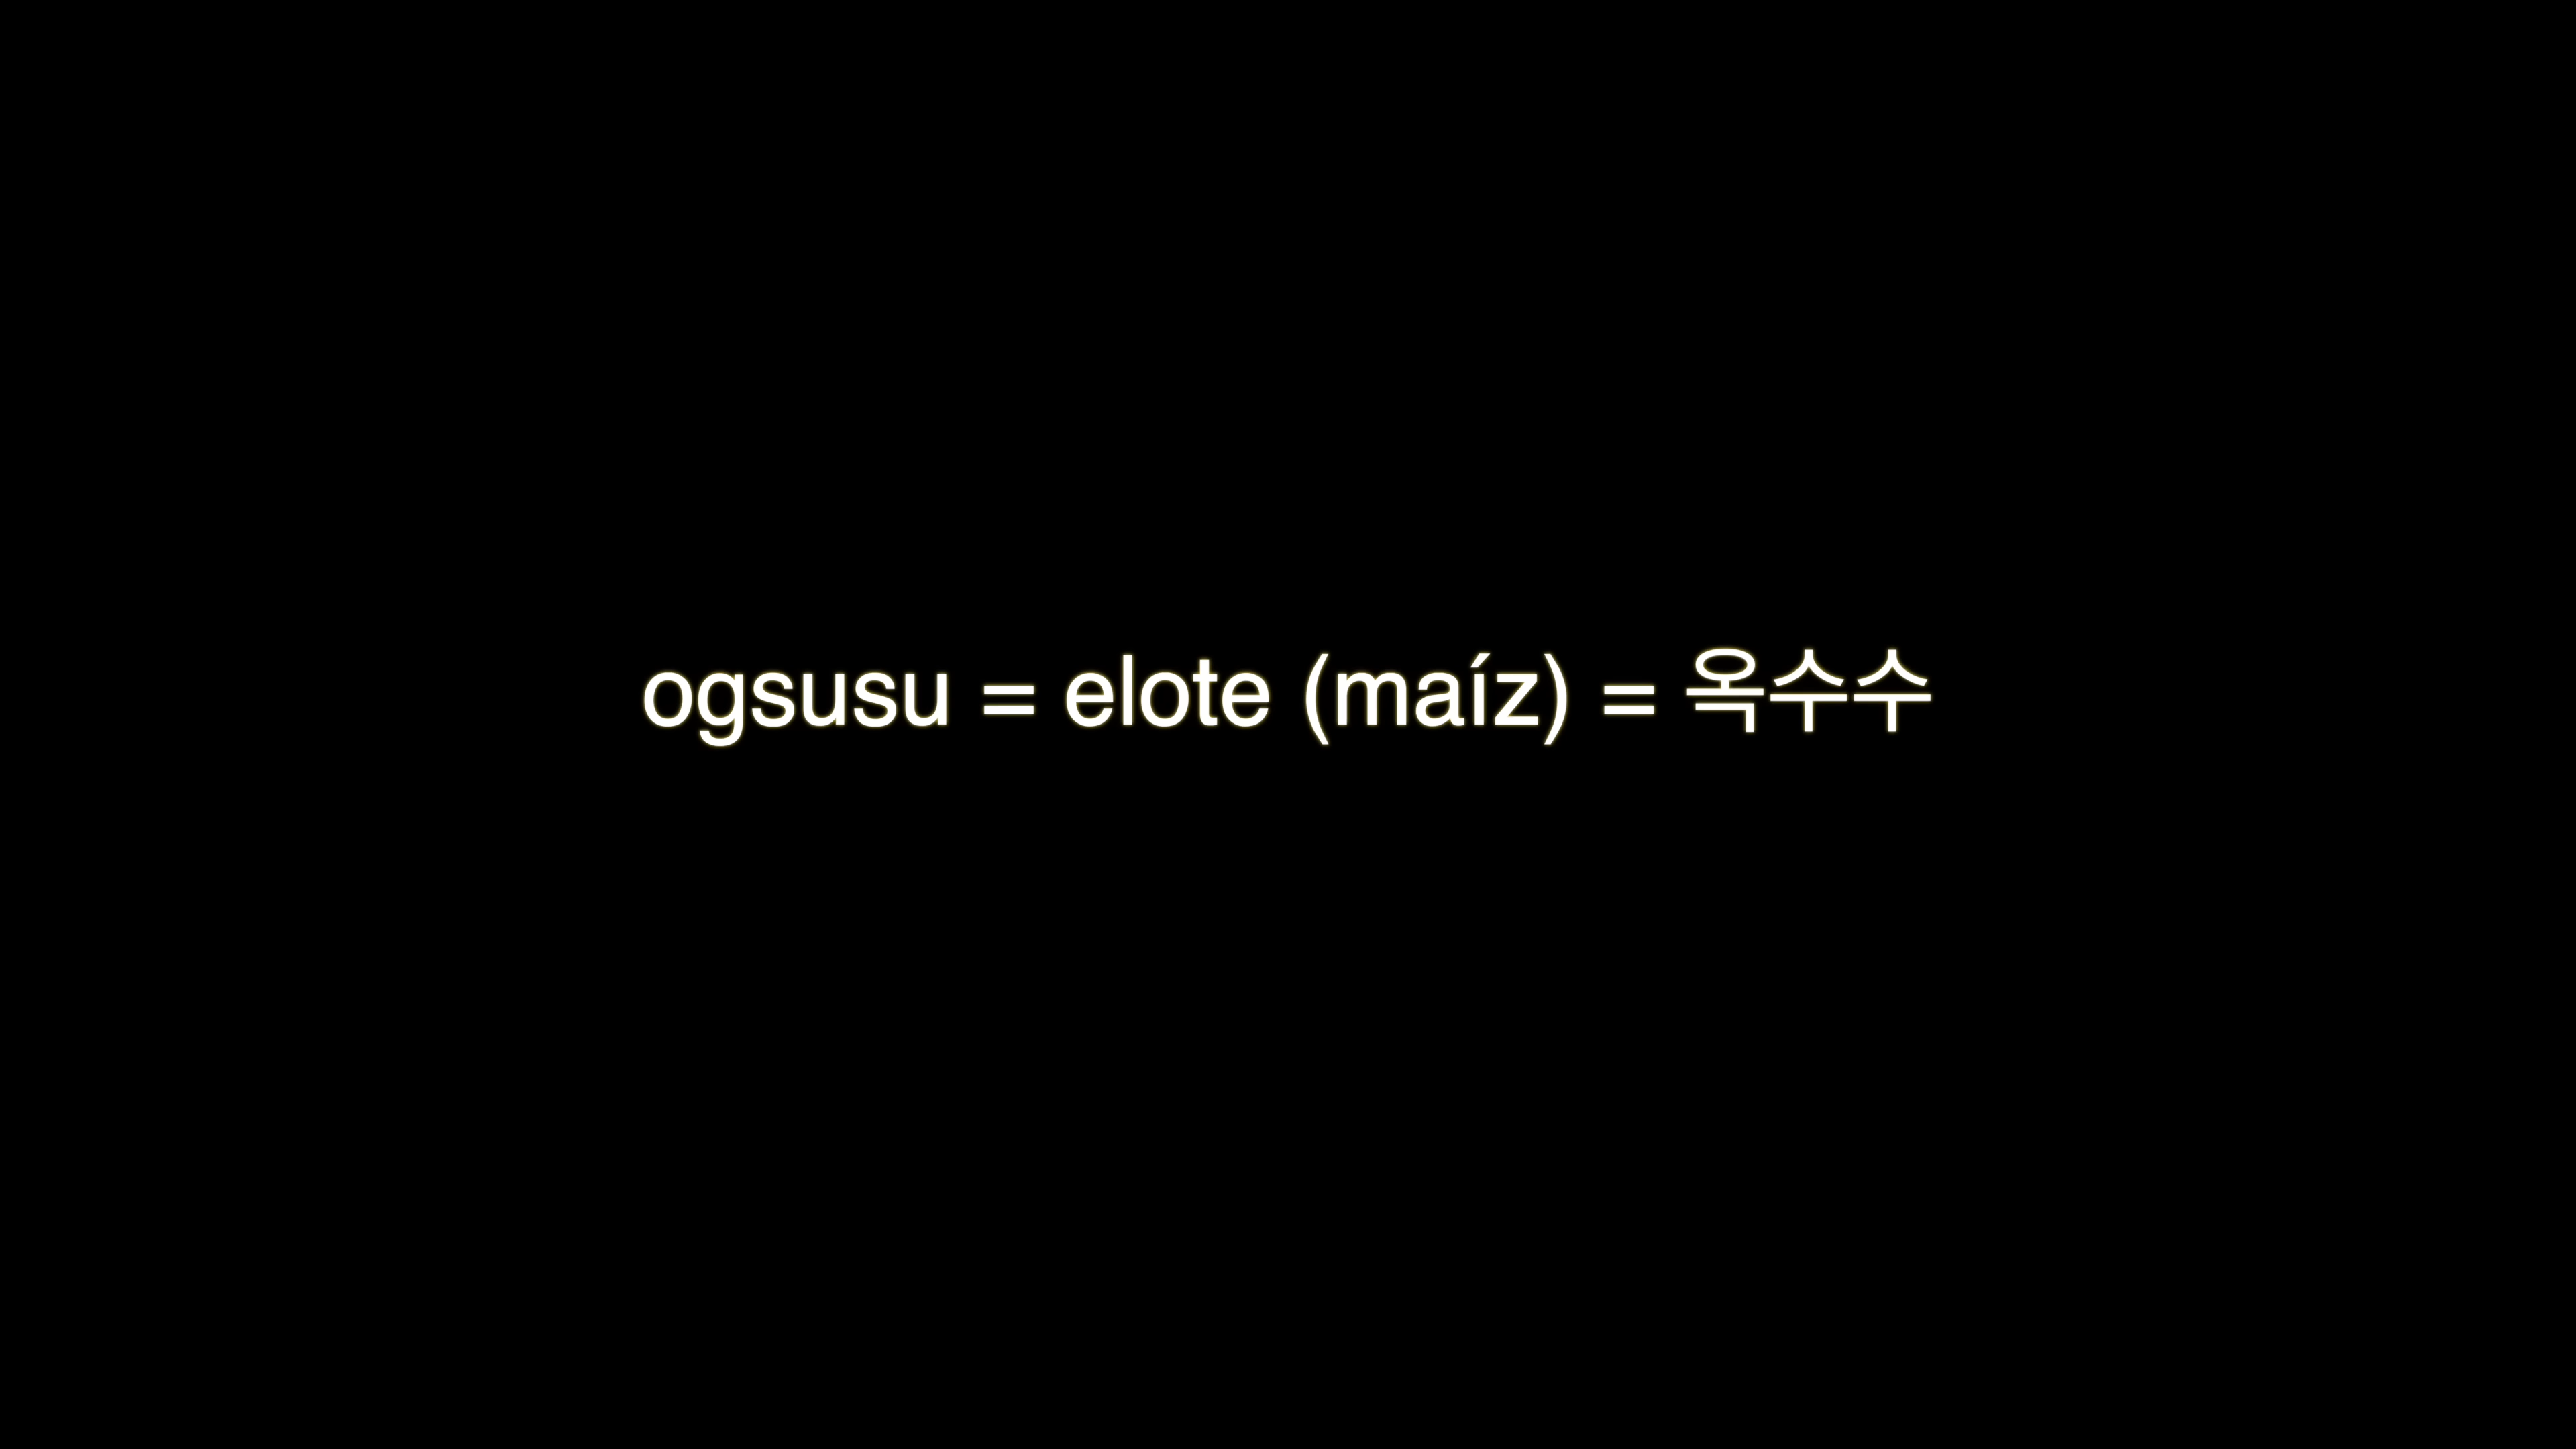 ogsusu = elote (maíz) = 옥수수